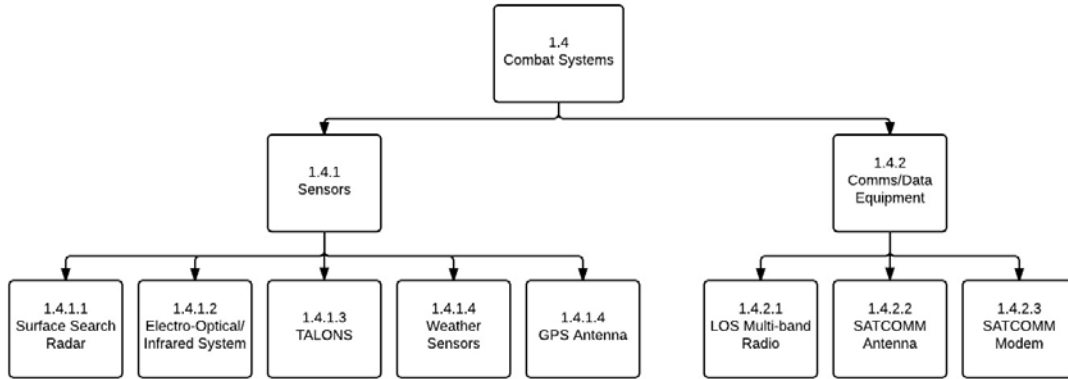 1.4
Combat Systems
1.4.1
Sensors
1.4.2
Comms/Data
Equipment
1.4.1.1
Surface Search
Radar
1.4.1.2
Electro-Optical/
Infrared System
1.4.1.3
TALONS
1.4.1.4
Weather
Sensors
1.4.1.4
GPS Antenna
1.4.2.1
LOS Multi-band
Radio
1.4.2.2
SATCOMM
Antenna
1.4.2.3
SATCOMM
Modem